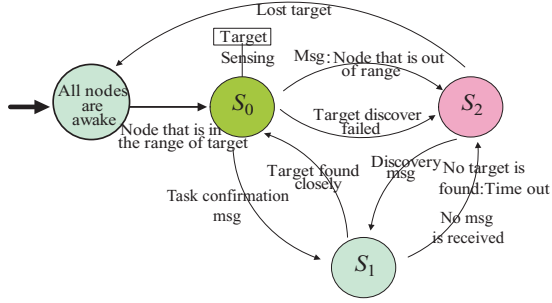 Lost target
Target
Sensing
Msg:Node that is out
of range
All nodes
are
awake
S0
S2
Node that is in
the range of target
Target discover
failed
Discovery
msg
Target found
closely
No target is
found:Time out
Task confirmation
msg
No msg
is received
S1